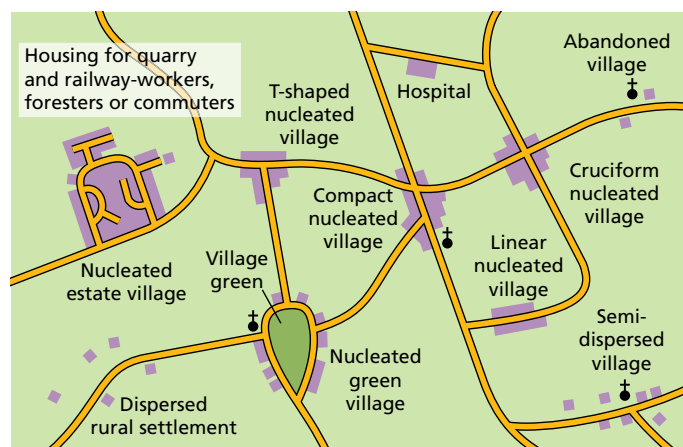 Housing for quarry
and railway-workers,
foresters or commuters
Abandoned
village
T-shaped
nucleated
village
Hospital
Compact
nucleated
village
Cruciform
nucleated
village
Nucleated
estate village
Village
green
Linear
nucleated
village
Semi-
dispersed
village
Nucleated
green
village
Dispersed
rural settlement